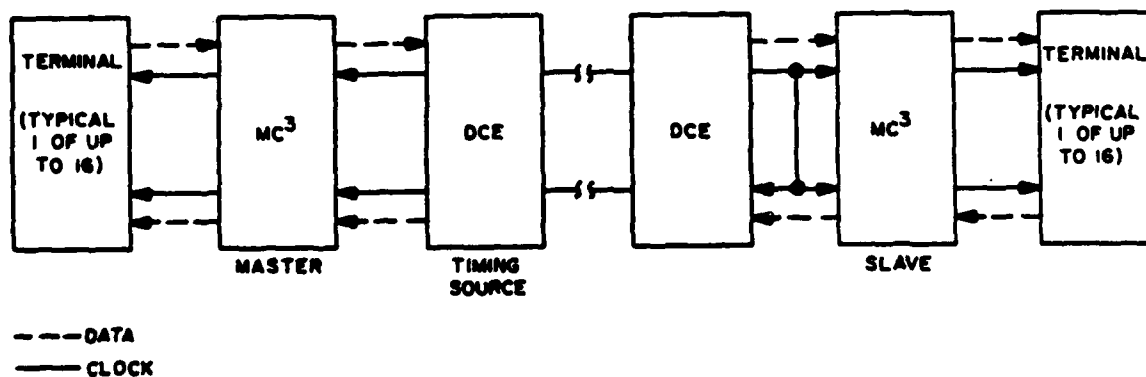 TERMINAL
(TYPICAL
1 OF UP
TO 16)
MC³
MASTER
DCE
TIMING
SOURCE
DCE
MC³
SLAVE
TERMINAL
(TYPICAL
1 OF UP
TO 16)
DATA
CLOCK